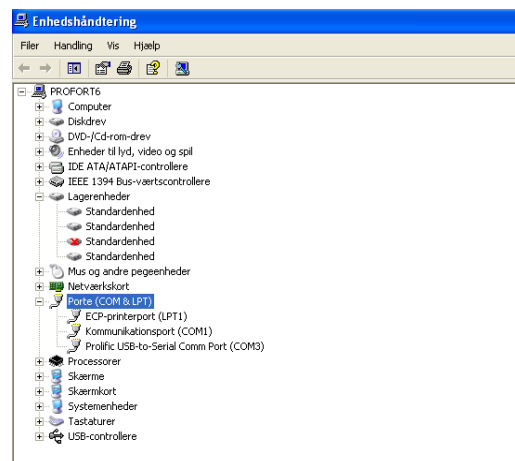 Enhedshåndtering
Filer Handling Vis Hjælp
PROFORT6
Computer
Diskdrev
DVD-/Cd-rom-drev
Enheder til lyd, video og spil
IDE ATA/ATAPI-controllere
IEEE 1394 Bus-værtscontrollere
Lagerenheder
Standardenhed
Standardenhed
Standardenhed
Standardenhed
Mus og andre pegeenheder
Netværkskort
Porte (COM & LPT)
ECP-printerport (LPT1)
Kommunikationsport (COM1)
Prolific USB-to-Serial Comm Port (COM3)
Processorer
Skærme
Skærmkort
Systemenheder
Tastaturer
USB-controllere